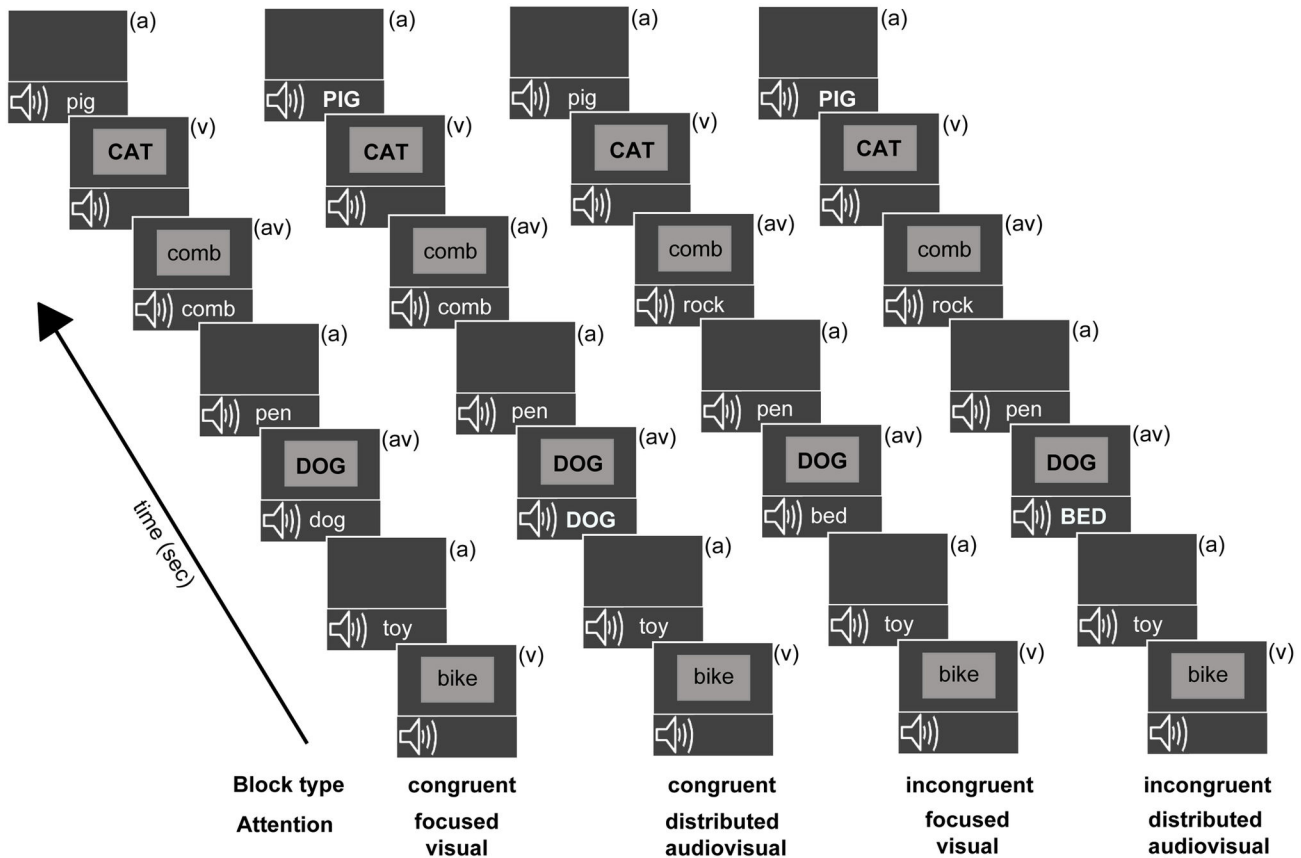 (a) (a) (a) (a)
pig PIG pig PIG
(v) (v) (v) (v)
CAT CAT CAT CAT
(av) (av) (av) (av)
comb comb comb comb
comb comb rock rock
(a) (a) (a) (a)
pen pen pen pen
(av) (av) (av) (av)
DOG DOG DOG DOG
dog DOG bed BED
time (sec)
(a) (a) (a) (a)
toy toy toy toy
(v) (v) (v) (v)
bike bike bike bike
Block type congruent congruent incongruent incongruent
Attention focused distributed focused distributed
visual audiovisual visual audiovisual